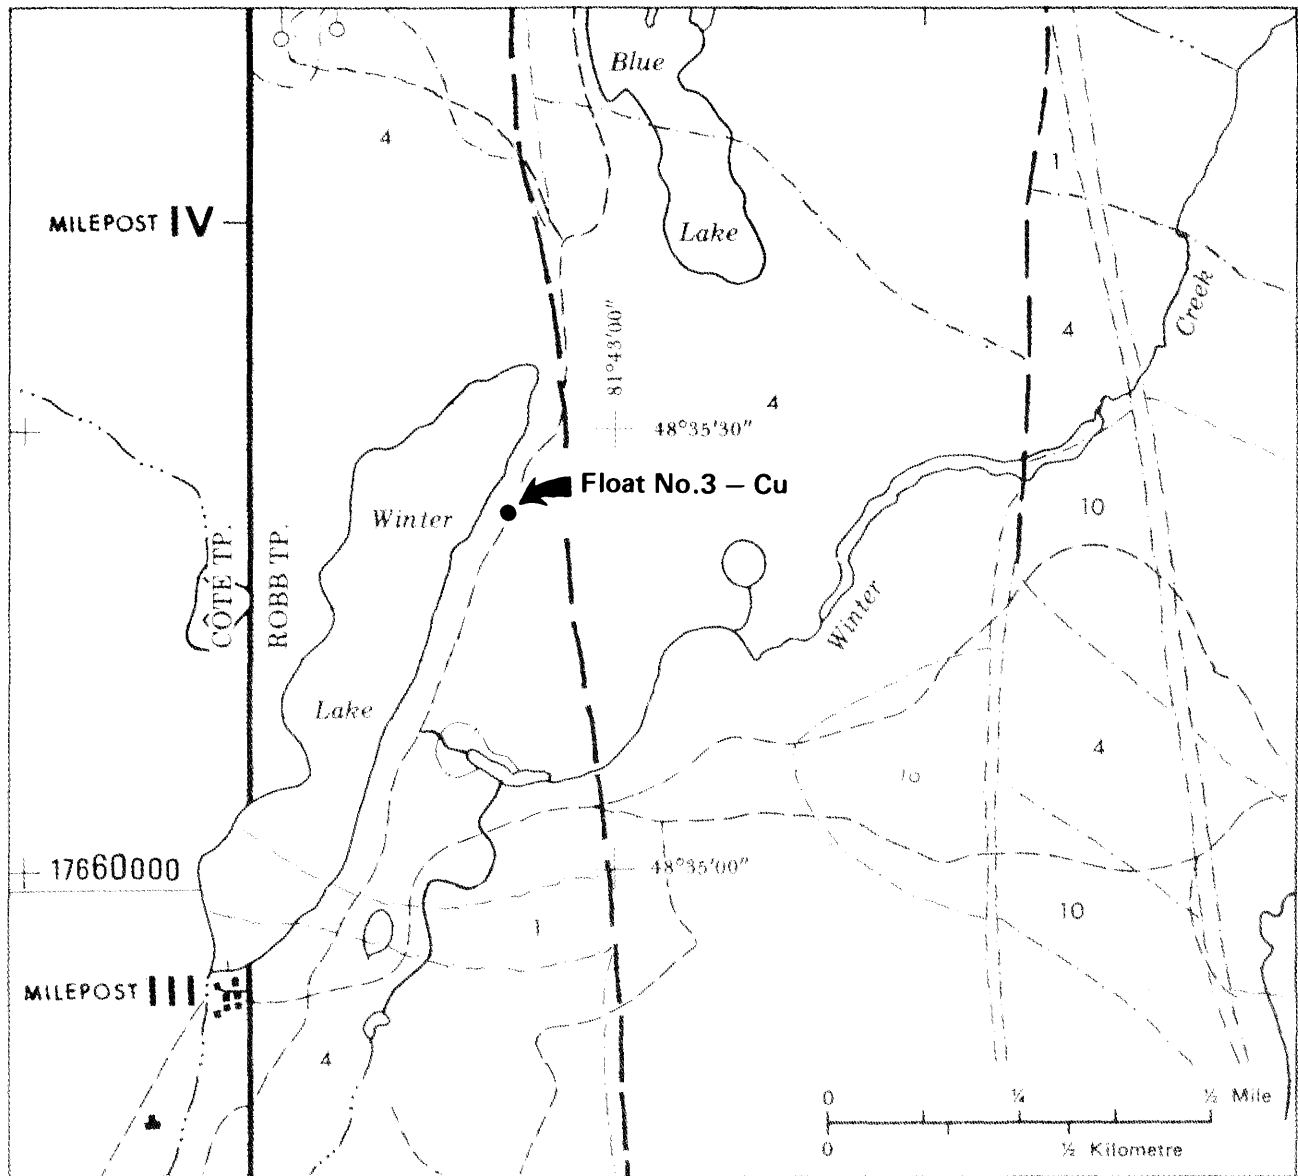 Blue
4
1
MILEPOST IV
Lake
Creek
4
81°43'00"
4
48°35'30"
Float No.3 – Cu
10
Winter
CÔTÉ TP.
ROBB TP.
Winter
Lake
4
10
17660000
48°35'00"
10
1
MILEPOST III
4
0 ¼ ½ Mile
0 ½ Kilometre